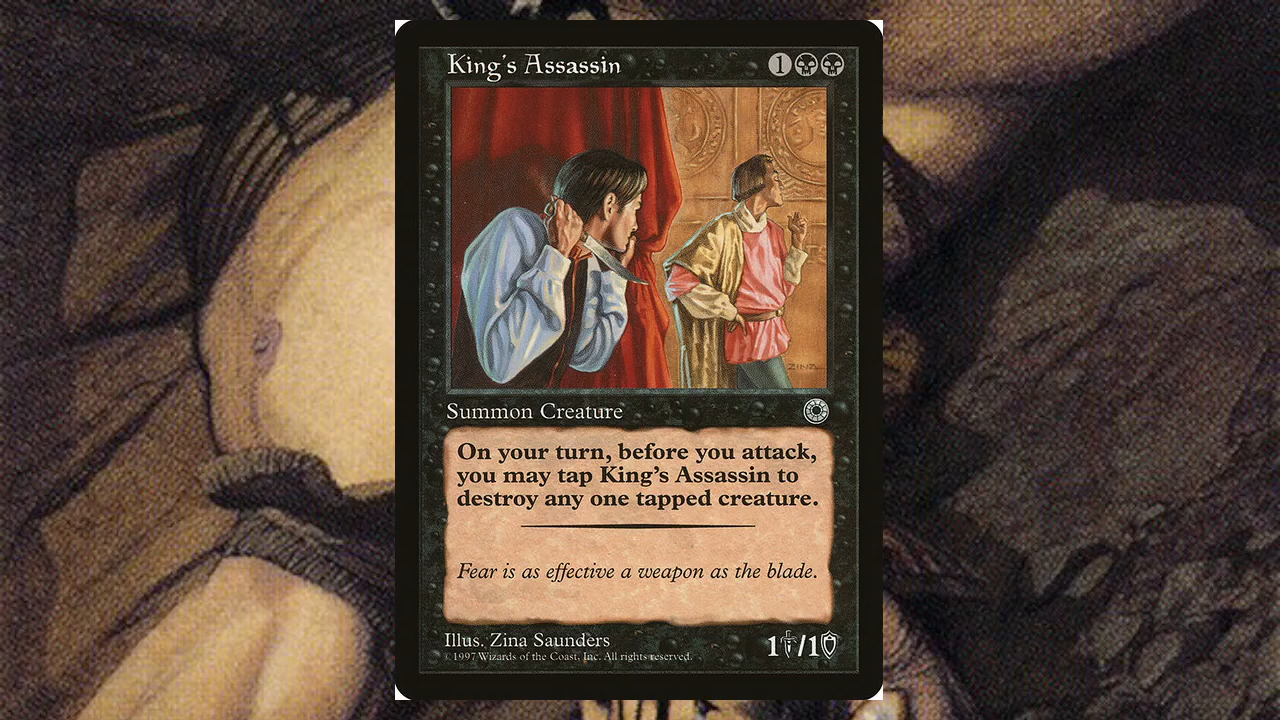 King's Assassin
1
ZINA
Summon Creature
On your turn, before you attack,
you may tap King's Assassin to
destroy any one tapped creature.
Fear is as effective a weapon as the blade.
Illus. Zina Saunders
©1997 Wizards of the Coast, Inc. All rights reserved.
1/1